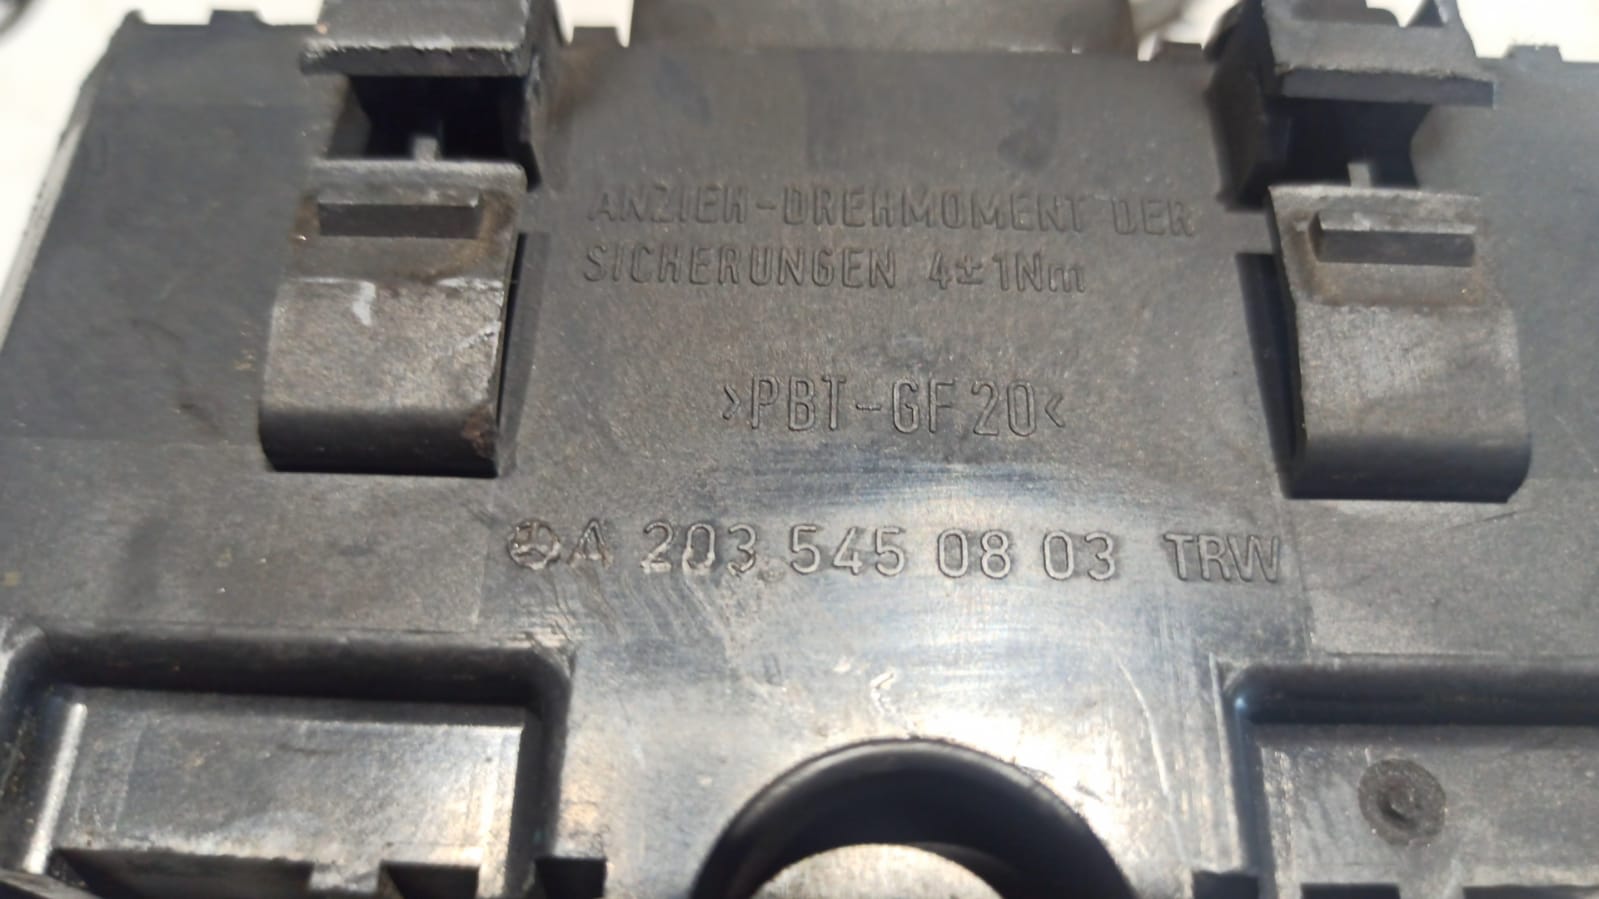 ANZIEH-DREHMOMENT DER
SICHERUNGEN 4±1Nm
>PBT-GF20<
A 203 545 08 03 TRW